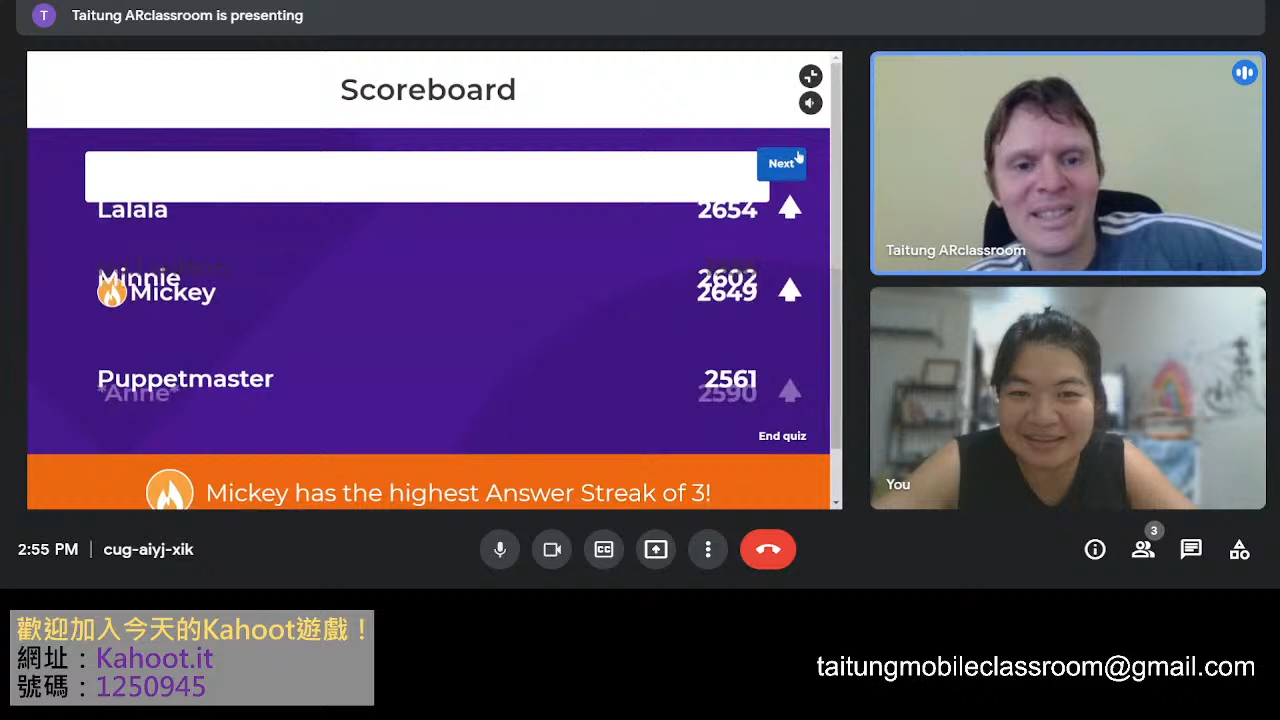 T
Taitung ARclassroom is presenting
Scoreboard
Next
Lalala 2654
Minnie 2602
Mickey 2649
Puppetmaster 2561
*Anne* 2590
End quiz
Mickey has the highest Answer Streak of 3!
Taitung ARclassroom
You
2:55 PM | cug-aiyj-xik
CC
3
歡迎加入今天的Kahoot遊戲！
網址：Kahoot.it
號碼：1250945
taitungmobileclassroom@gmail.com